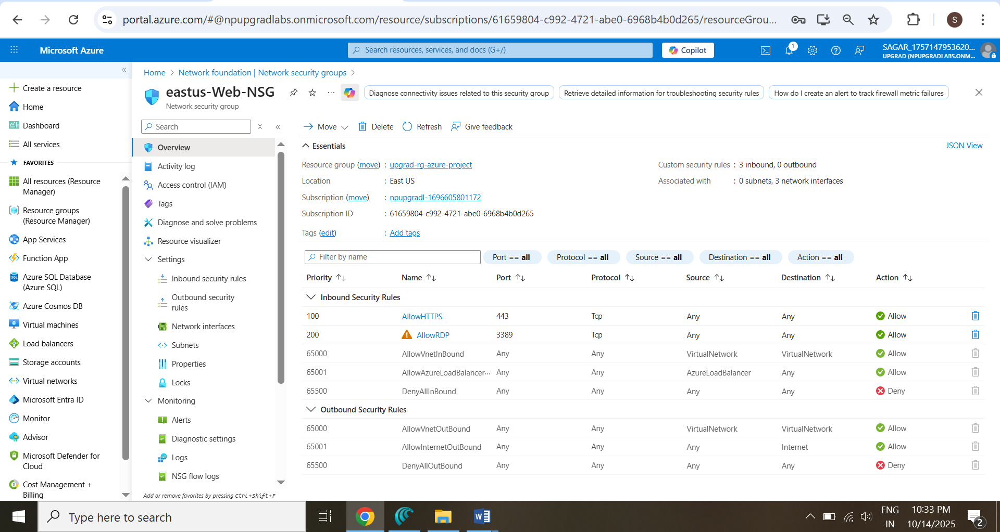 portal.azure.com/#@npupgradlabs.onmicrosoft.com/resource/subscriptions/61659804-c992-4721-abe0-6968b4b0d265/resourceGrou...
S
Microsoft Azure
Search resources, services, and docs (G+/)
Copilot
1
SAGAR_1757147953620...
UPGRAD (NPUPGRADLABS.ONM...
Create a resource
Home
Dashboard
All services
FAVORITES
All resources (Resource
Manager)
Resource groups
(Resource Manager)
App Services
Function App
Azure SQL Database
(Azure SQL)
Azure Cosmos DB
Virtual machines
Load balancers
Storage accounts
Virtual networks
Microsoft Entra ID
Monitor
Advisor
Microsoft Defender for
Cloud
Cost Management +
Billing
Home > Network foundation | Network security groups >
eastus-Web-NSG
Network security group
Diagnose connectivity issues related to this security group
Retrieve detailed information for troubleshooting security rules
How do I create an alert to track firewall metric failures
Search
Overview
Activity log
Access control (IAM)
Tags
Diagnose and solve problems
Resource visualizer
Settings
Inbound security rules
Outbound security
rules
Network interfaces
Subnets
Properties
Locks
Monitoring
Alerts
Diagnostic settings
Logs
NSG flow logs
Add or remove favorites by pressing Ctrl+Shift+F
Move
Delete
Refresh
Give feedback
Essentials
JSON View
Resource group (move) : upgrad-rg-azure-project
Location : East US
Subscription (move) : npupgradl-1696605801172
Subscription ID : 61659804-c992-4721-abe0-6968b4b0d265
Tags (edit) : Add tags
Custom security rules : 3 inbound, 0 outbound
Associated with : 0 subnets, 3 network interfaces
Filter by name
Port == all
Protocol == all
Source == all
Destination == all
Action == all
Priority Name Port Protocol Source Destination Action
Inbound Security Rules
100 AllowHTTPS 443 Tcp Any Any Allow
200 AllowRDP 3389 Tcp Any Any Allow
65000 AllowVnetInBound Any Any VirtualNetwork VirtualNetwork Allow
65001 AllowAzureLoadBalancer... Any Any AzureLoadBalancer Any Allow
65500 DenyAllInBound Any Any Any Any Deny
Outbound Security Rules
65000 AllowVnetOutBound Any Any VirtualNetwork VirtualNetwork Allow
65001 AllowInternetOutBound Any Any Any Internet Allow
65500 DenyAllOutBound Any Any Any Any Deny
Type here to search
ENG
IN
10:33 PM
10/14/2025
2